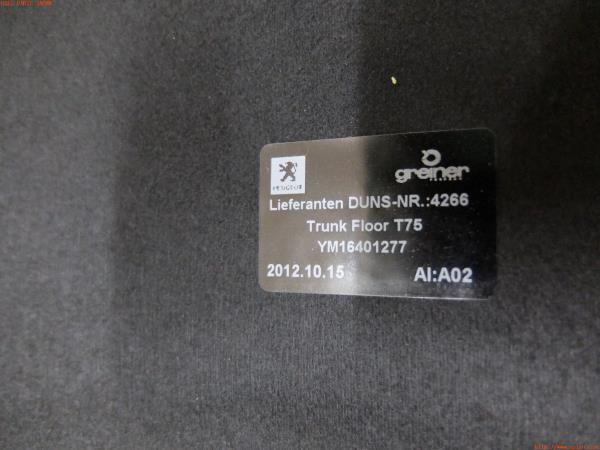 PEUGEOT
greiner
Lieferanten DUNS-NR.:4266
Trunk Floor T75
YM16401277
2012.10.15 AI:A02